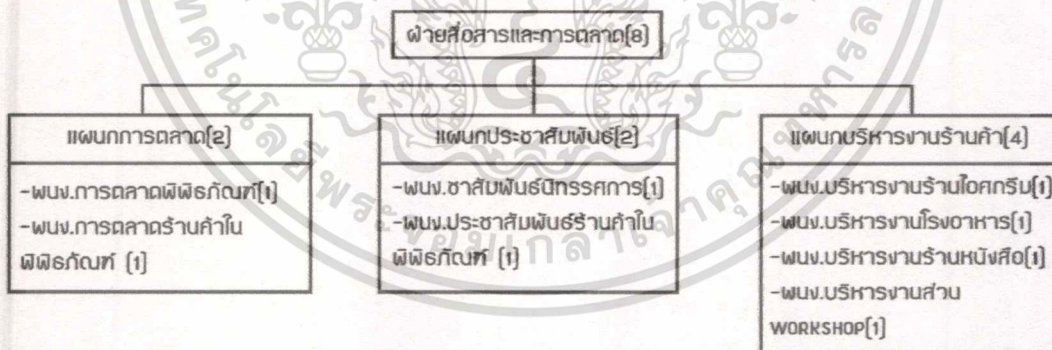 ฝ่ายสื่อสารและการตลาด[8]
แผนกการตลาด[2]
-พนง.การตลาดพิพิธภัณฑ์[1]
-พนง.การตลาดร้านค้าใน
พิพิธภัณฑ์ [1]
แผนกประชาสัมพันธ์[2]
-พนง.ชาสัมพันธ์นิทรรศการ[1]
-พนง.ประชาสัมพันธ์ร้านค้าใน
พิพิธภัณฑ์ [1]
แผนกบริหารงานร้านค้า[4]
-พนง.บริหารงานร้านไอศกรีม[1]
-พนง.บริหารงานโรงอาหาร[1]
-พนง.บริหารงานร้านหนังสือ[1]
-พนง.บริหารงานส่วน
WORKSHOP[1]